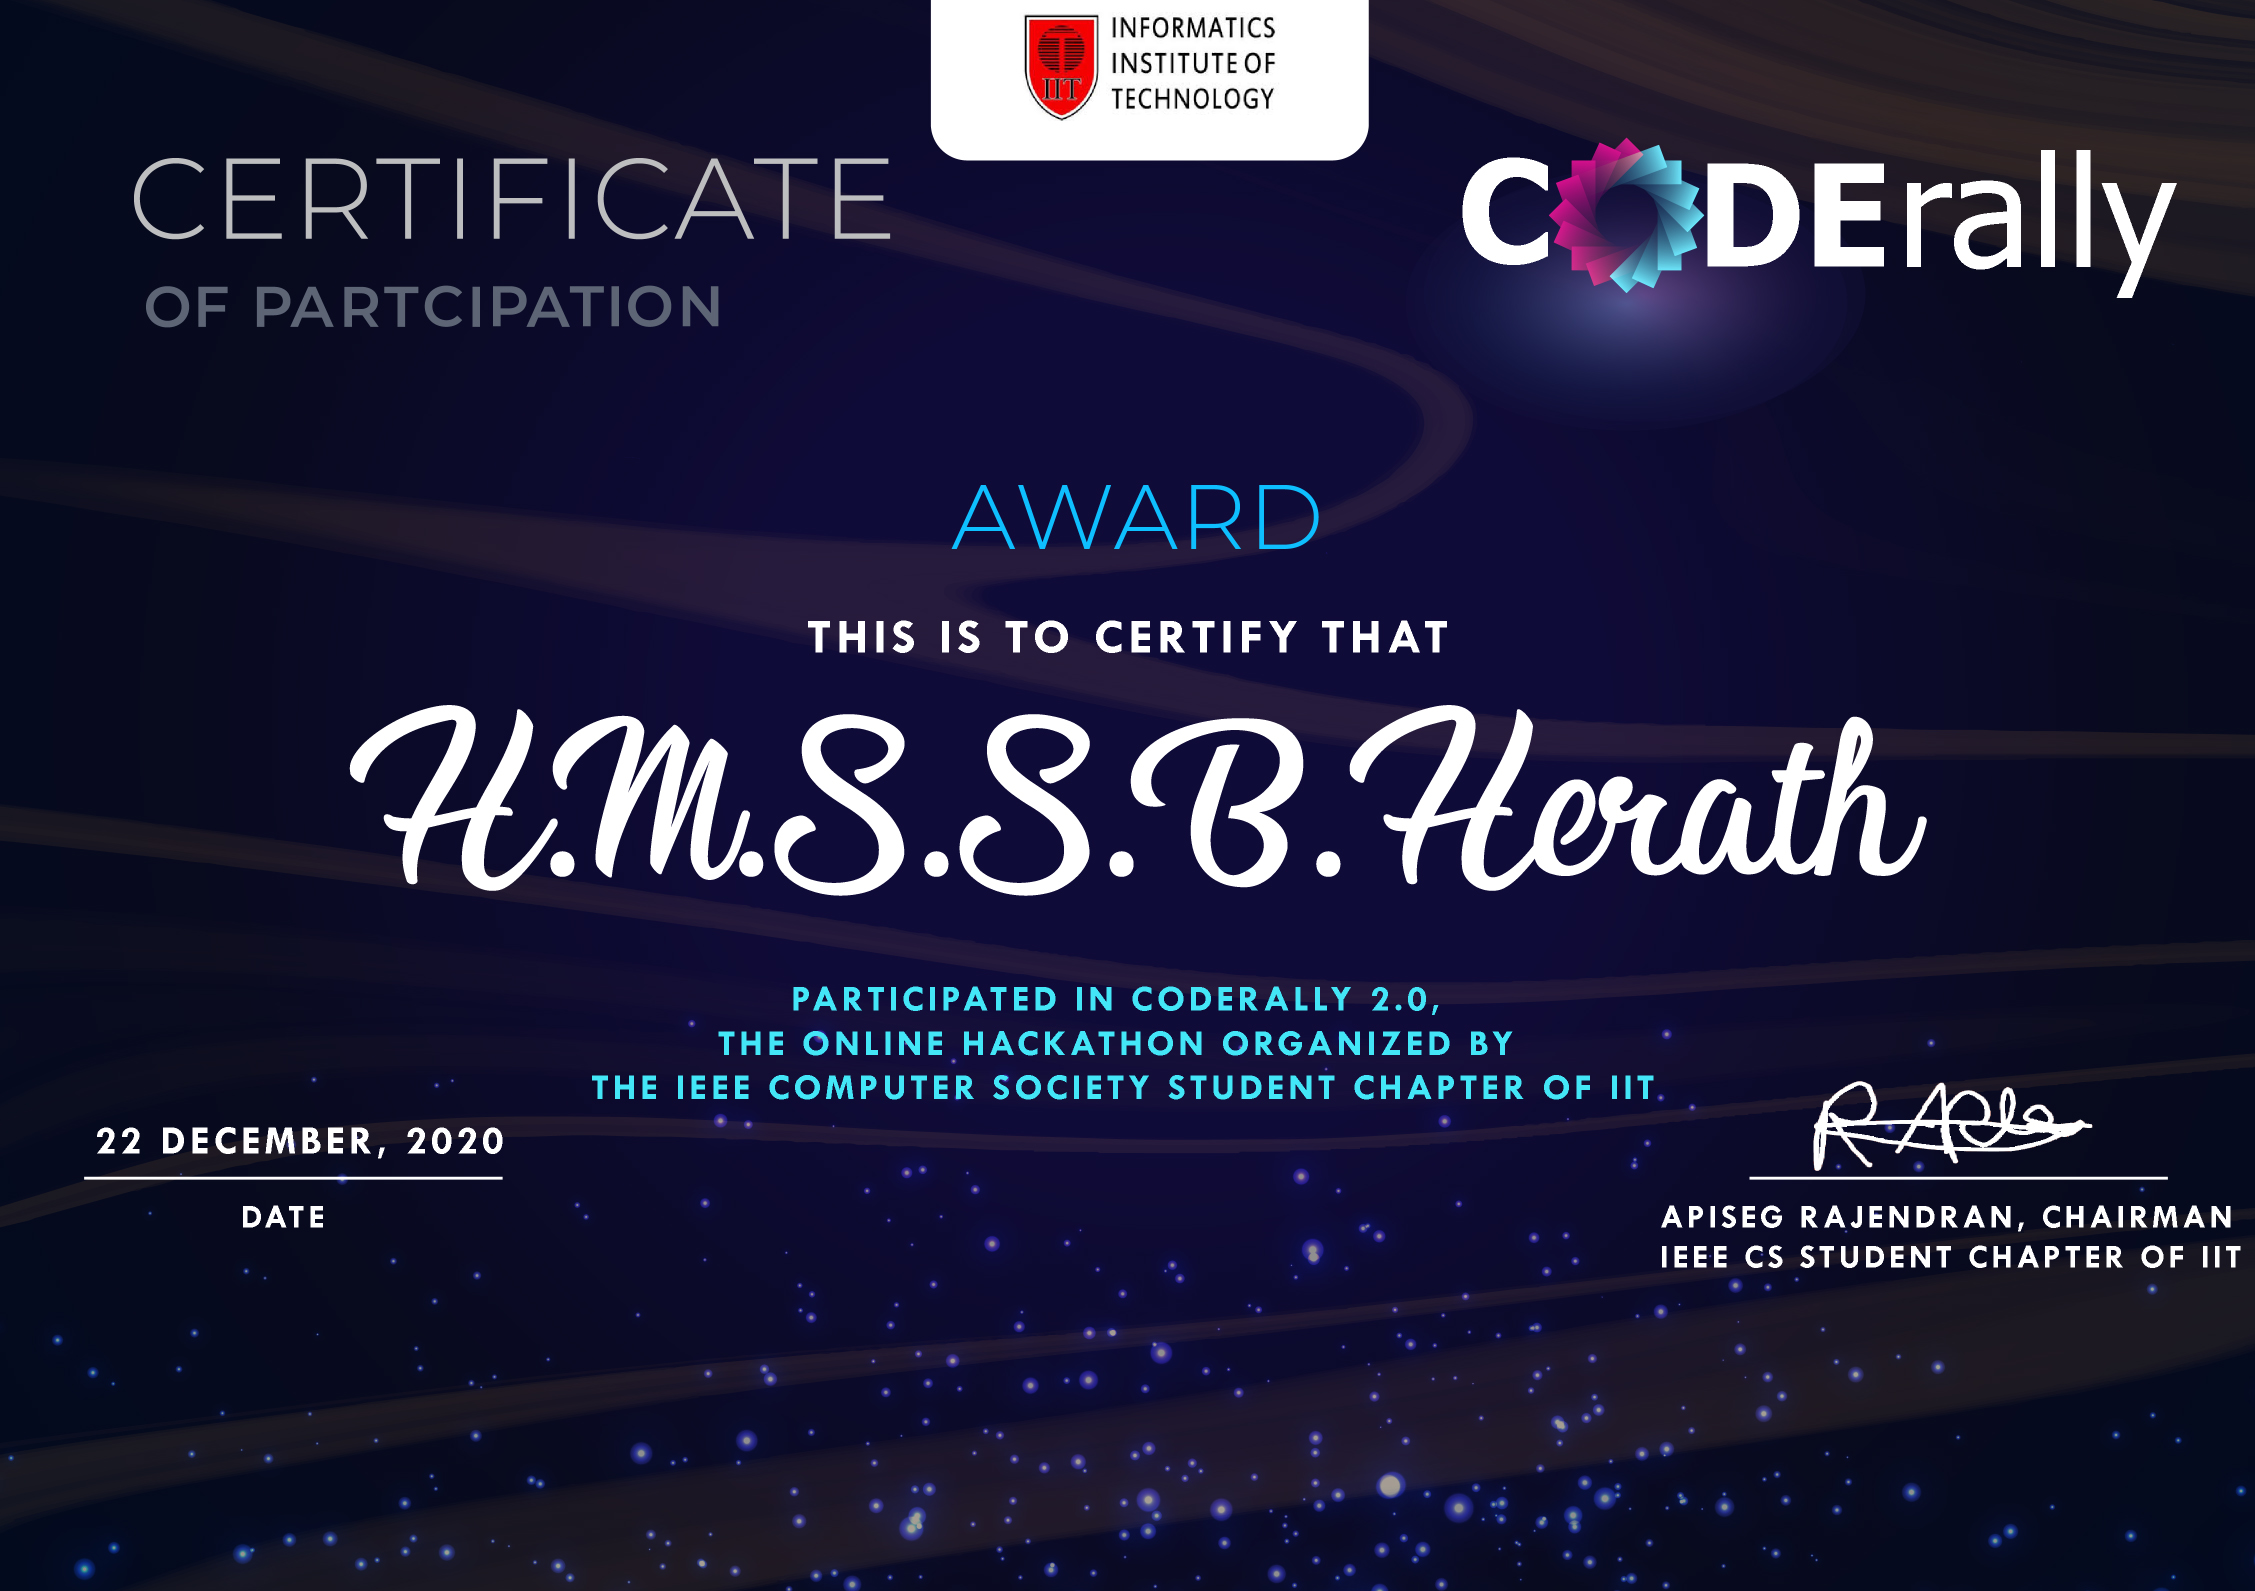 INFORMATICS
INSTITUTE OF
TECHNOLOGY
IIT
CERTIFICATE
OF PARTCIPATION
CODErally
AWARD
THIS IS TO CERTIFY THAT
H.M.S.S.B.Herath
PARTICIPATED IN CODERALLY 2.0,
THE ONLINE HACKATHON ORGANIZED BY
THE IEEE COMPUTER SOCIETY STUDENT CHAPTER OF IIT.
22 DECEMBER, 2020
DATE
APISEG RAJENDRAN, CHAIRMAN
IEEE CS STUDENT CHAPTER OF IIT